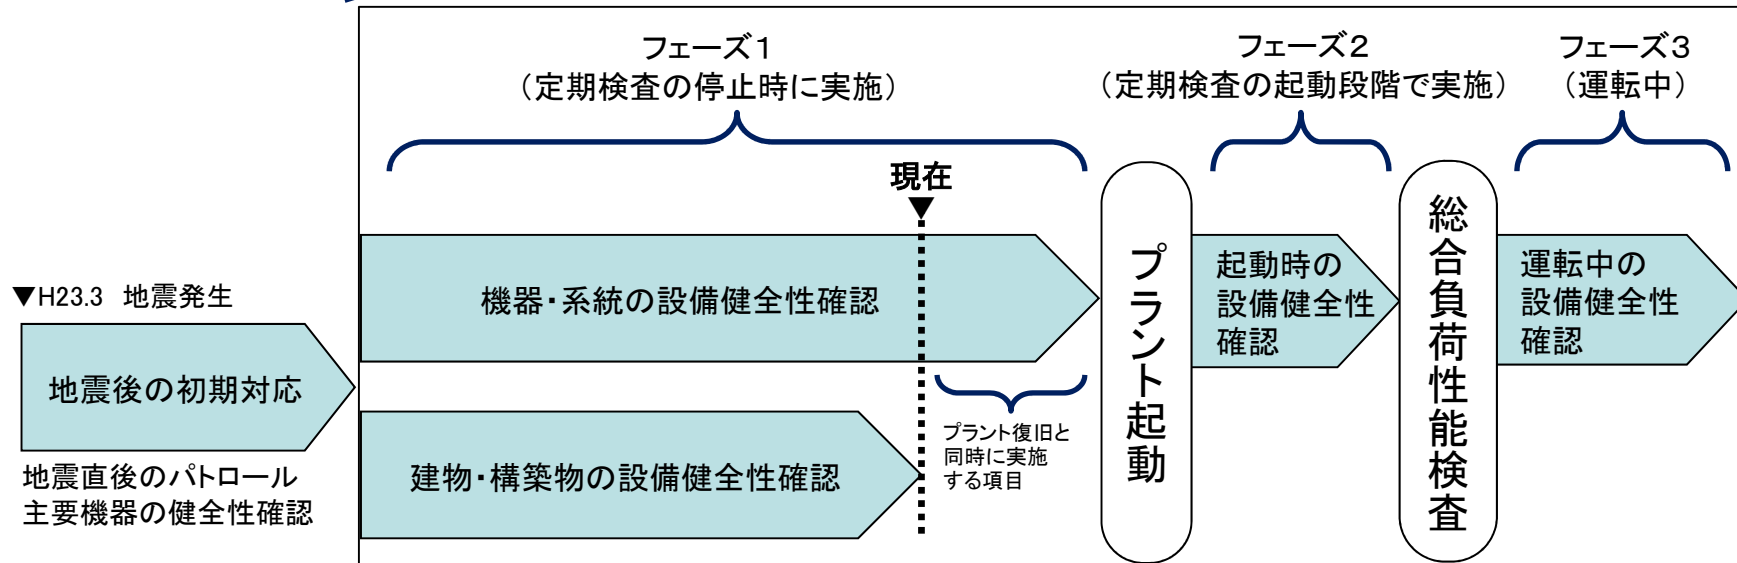 フェーズ1
（定期検査の停止時に実施）
フェーズ2
（定期検査の起動段階で実施）
フェーズ3
（運転中）
現在
▼H23.3 地震発生
地震後の初期対応
地震直後のパトロール
主要機器の健全性確認
機器・系統の設備健全性確認
建物・構築物の設備健全性確認
プラント復旧と
同時に実施
する項目
プラント起動
起動時の
設備健全性
確認
総合負荷性能検査
運転中の
設備健全性
確認